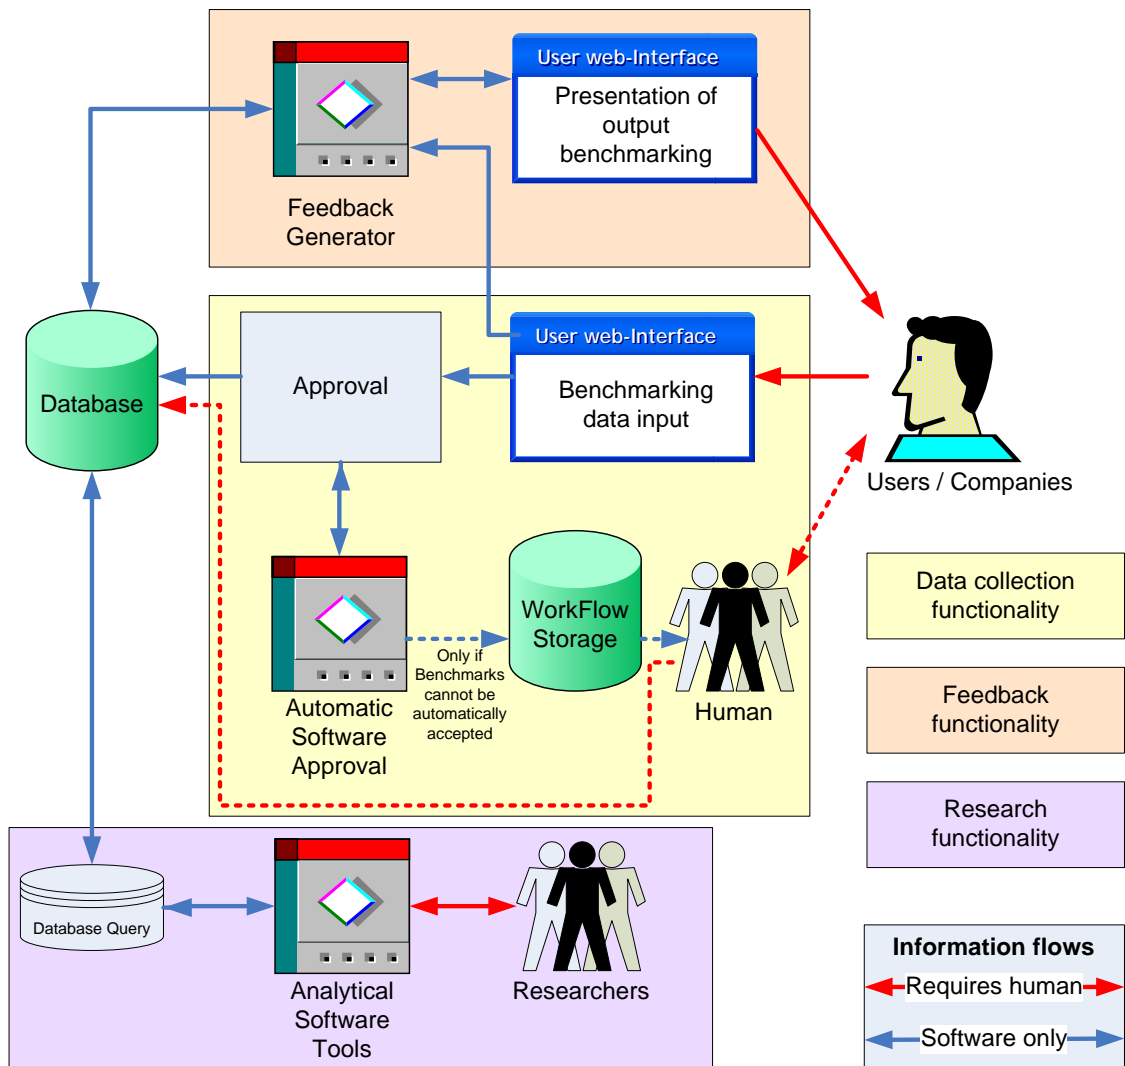 User web-Interface
Presentation of
output
benchmarking
Feedback
Generator
Database
Approval
User web-Interface
Benchmarking
data input
Users / Companies
WorkFlow
Storage
Only if
Benchmarks
cannot be
automatically
accepted
Automatic
Software
Approval
Human
Data collection
functionality
Feedback
functionality
Research
functionality
Database Query
Analytical
Software
Tools
Researchers
Information flows
Requires human
Software only